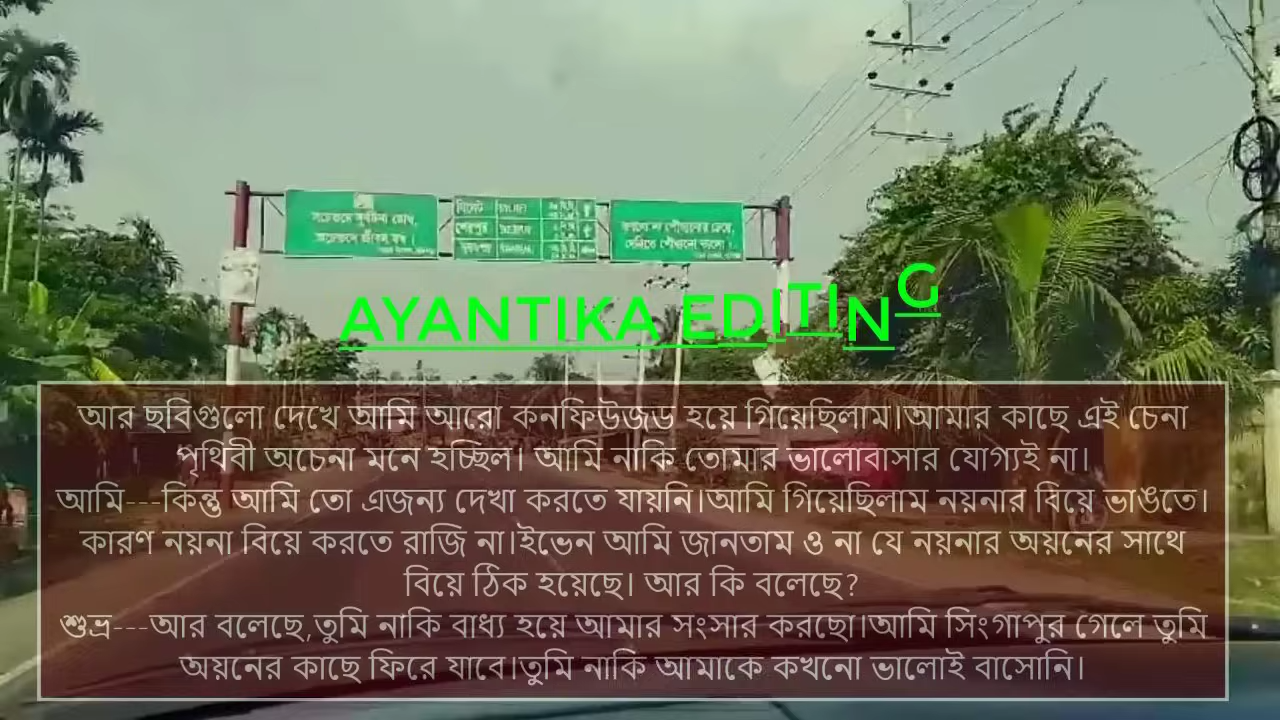 সিলেট
শেরপুর
AYANTIKA EDITING
আর ছবিগুলো দেখে আমি আরো কনফিউজড হয়ে গিয়েছিলাম।আমার কাছে এই চেনা
পৃথিবী অচেনা মনে হচ্ছিল। আমি নাকি তোমার ভালোবাসার যোগ্যই না।
আমি---কিন্তু আমি তো এজন্য দেখা করতে যায়নি।আমি গিয়েছিলাম নয়নার বিয়ে ভাঙতে।
কারণ নয়না বিয়ে করতে রাজি না।ইভেন আমি জানতাম ও না যে নয়নার অয়নের সাথে
বিয়ে ঠিক হয়েছে। আর কি বলেছে?
শুভ্র---আর বলেছে,তুমি নাকি বাধ্য হয়ে আমার সংসার করছো।আমি সিংগাপুর গেলে তুমি
অয়নের কাছে ফিরে যাবে।তুমি নাকি আমাকে কখনো ভালোই বাসোনি।